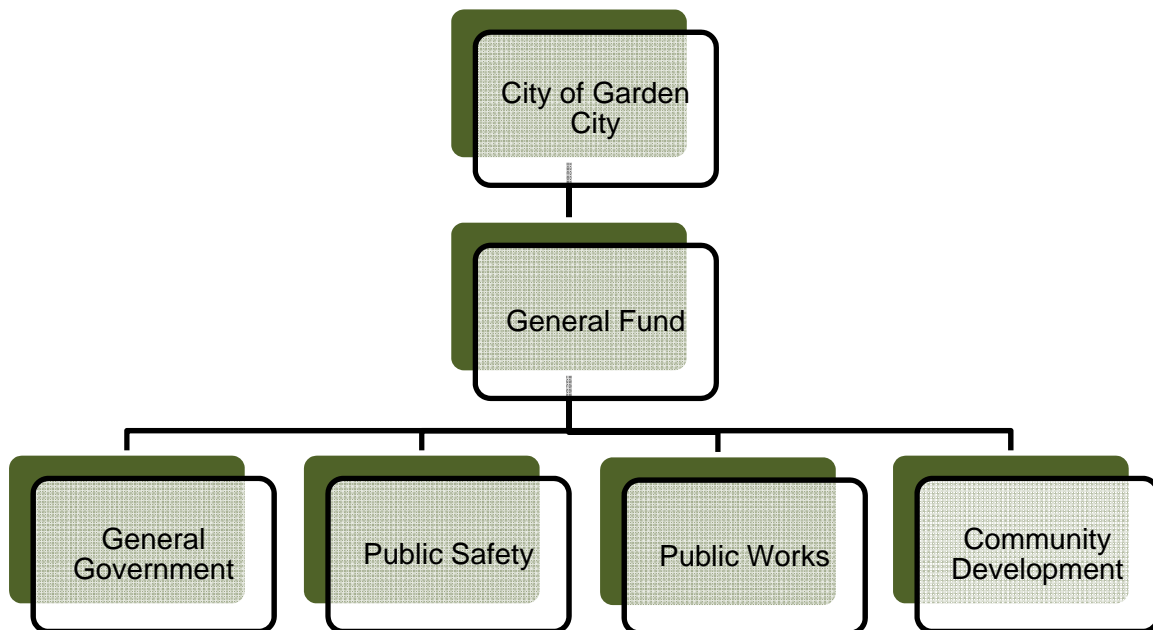 City of Garden
City
General Fund
General
Government
Public Safety
Public Works
Community
Development